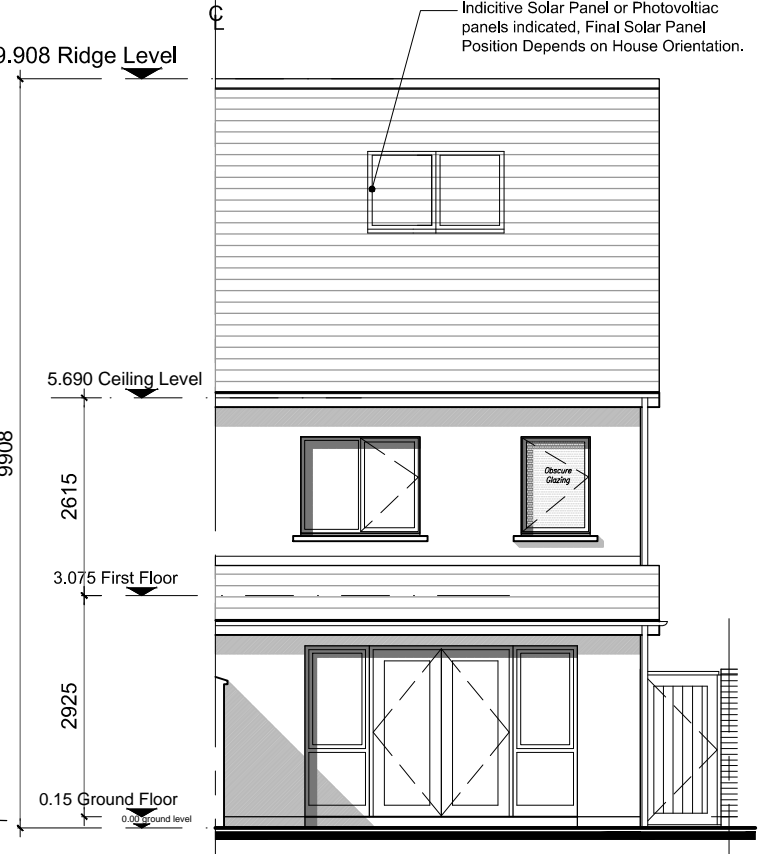 ℄
Indicitive Solar Panel or Photovoltiac
panels indicated, Final Solar Panel
Position Depends on House Orientation.
9.908 Ridge Level
5.690 Ceiling Level
9908
2615
Obscure
Glazing
3.075 First Floor
2925
0.15 Ground Floor
0.00 ground level